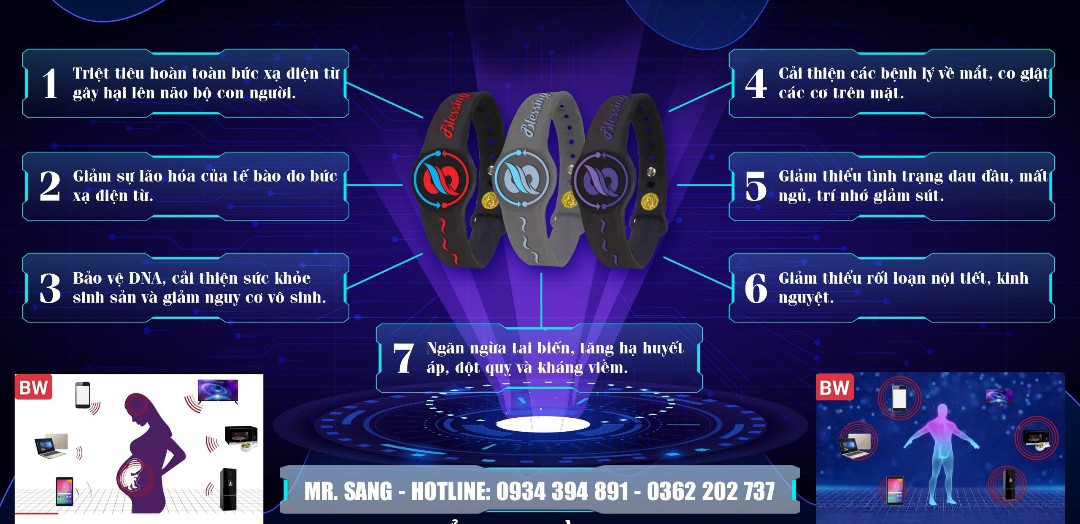 1
Triệt tiêu hoàn toàn bức xạ điện từ
gây hại lên não bộ con người.
2
Giảm sự lão hóa của tế bào do bức
xạ điện từ.
3
Bảo vệ DNA, cải thiện sức khỏe
sinh sản và giảm nguy cơ vô sinh.
Blessing
Blessing
Blessing
4
Cải thiện các bệnh lý về mắt, co giật
các cơ trên mặt.
5
Giảm thiểu tình trạng đau đầu, mất
ngủ, trí nhớ giảm sút.
6
Giảm thiểu rối loạn nội tiết, kinh
nguyệt.
7
Ngăn ngừa tai biến, tăng hạ huyết
áp, đột quỵ và kháng viêm.
BW
BW
MR. SANG - HOTLINE: 0934 394 891 - 0362 202 737